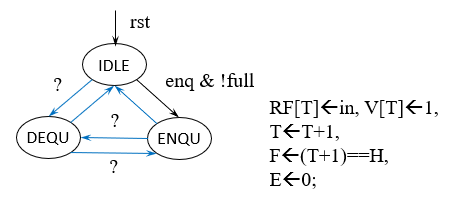 rst
IDLE
?
enq & !full
?
DEQU
ENQU
?
RF[T]←in, V[T]←1,
T←T+1,
F←(T+1)==H,
E←0;